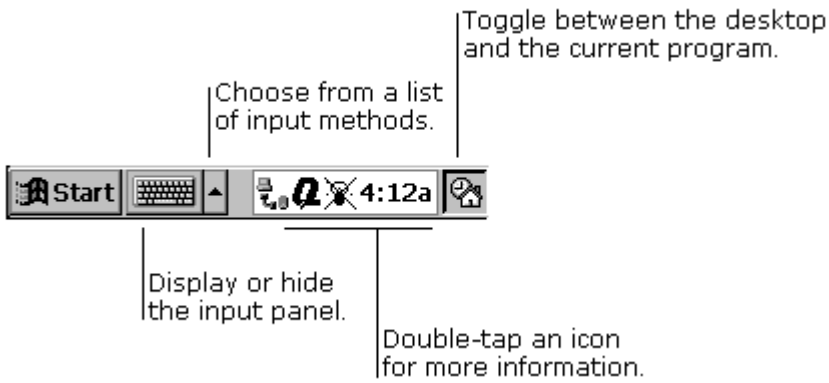 Toggle between the desktop
and the current program.
Choose from a list
of input methods.
Start
4:12a
Display or hide
the input panel.
Double-tap an icon
for more information.